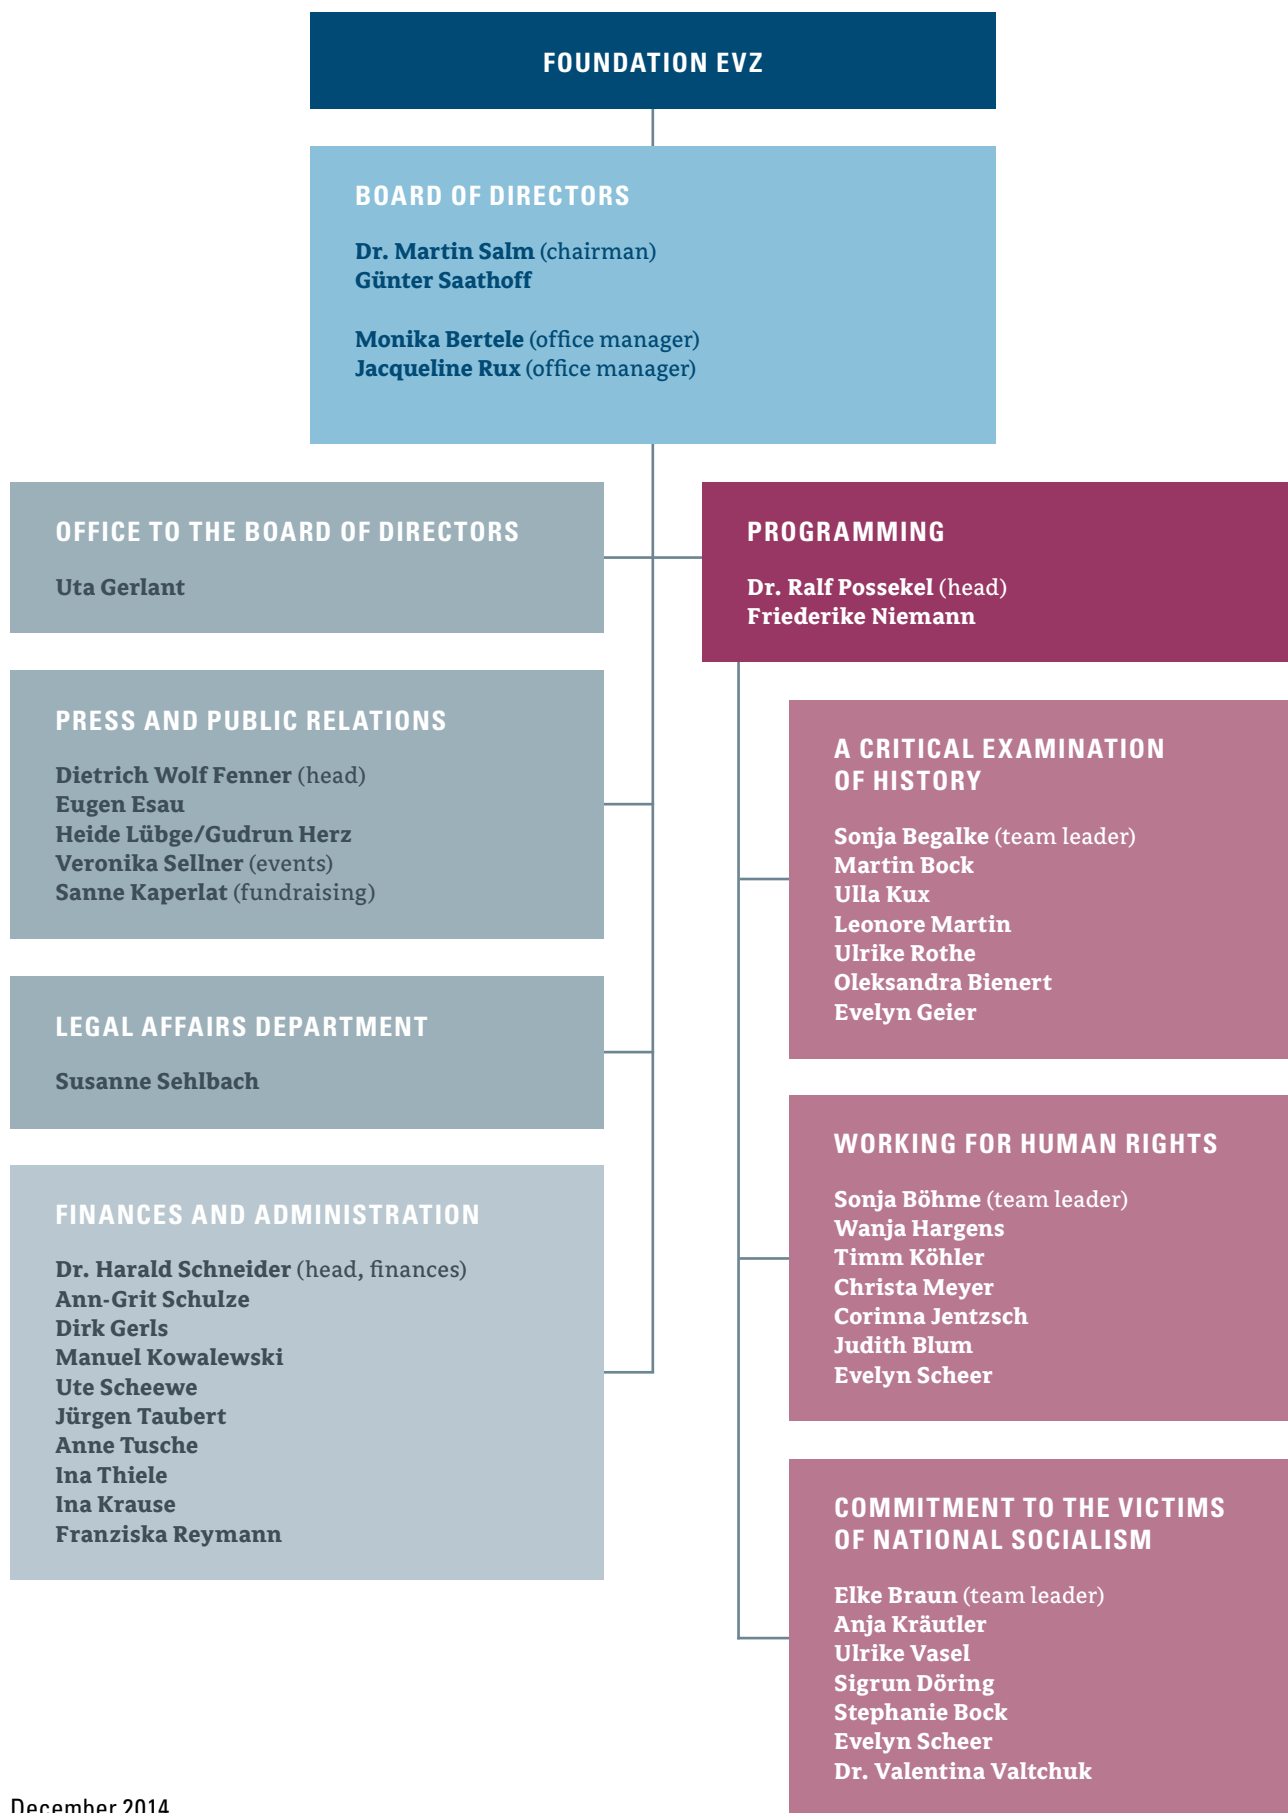 FOUNDATION EVZ
BOARD OF DIRECTORS
Dr. Martin Salm (chairman)
Günter Saathoff
Monika Bertele (office manager)
Jacqueline Rux (office manager)
OFFICE TO THE BOARD OF DIRECTORS
Uta Gerlant
PRESS AND PUBLIC RELATIONS
Dietrich Wolf Fenner (head)
Eugen Esau
Heide Lübge/Gudrun Herz
Veronika Sellner (events)
Sanne Kaperlat (fundraising)
LEGAL AFFAIRS DEPARTMENT
Susanne Sehlbach
FINANCES AND ADMINISTRATION
Dr. Harald Schneider (head, finances)
Ann-Grit Schulze
Dirk Gerls
Manuel Kowalewski
Ute Scheewe
Jürgen Taubert
Anne Tusche
Ina Thiele
Ina Krause
Franziska Reymann
PROGRAMMING
Dr. Ralf Possekel (head)
Friederike Niemann
A CRITICAL EXAMINATION
OF HISTORY
Sonja Begalke (team leader)
Martin Bock
Ulla Kux
Leonore Martin
Ulrike Rothe
Oleksandra Bienert
Evelyn Geier
WORKING FOR HUMAN RIGHTS
Sonja Böhme (team leader)
Wanja Hargens
Timm Köhler
Christa Meyer
Corinna Jentzsch
Judith Blum
Evelyn Scheer
COMMITMENT TO THE VICTIMS
OF NATIONAL SOCIALISM
Elke Braun (team leader)
Anja Kräutler
Ulrike Vasel
Sigrun Döring
Stephanie Bock
Evelyn Scheer
Dr. Valentina Valtchuk
December 2014